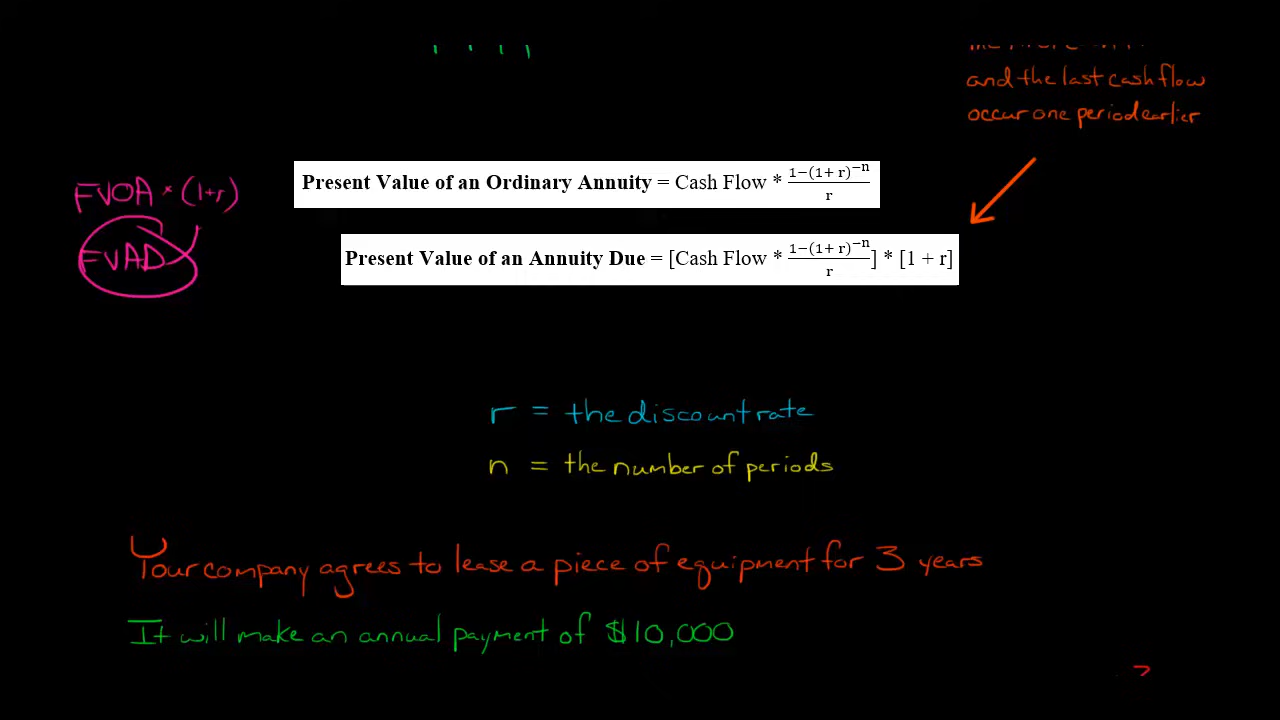 and the last cash flow
occur one period earlier
FVOA * (1+r)
FVAD
Present Value of an Ordinary Annuity = Cash Flow * \frac{1-(1+r)^{-n}}{r}
Present Value of an Annuity Due = [Cash Flow * \frac{1-(1+r)^{-n}}{r}] * [1 + r]
r = the discount rate
n = the number of periods
Your company agrees to lease a piece of equipment for 3 years
It will make an annual payment of $10,000